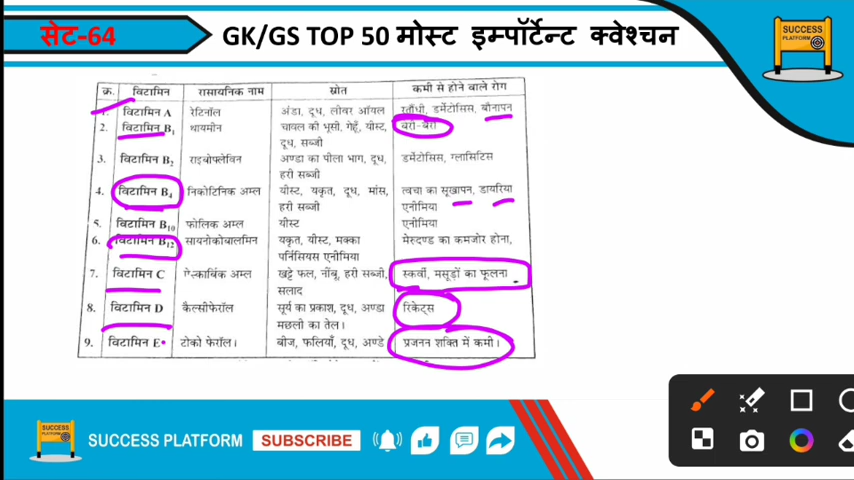 सेट-64
GK/GS TOP 50 मोस्ट इम्पॉर्टेन्ट क्वेश्चन
SUCCESS
PLATFORM
क्र. विटामिन रासायनिक नाम स्रोत कमी से होने वाले रोग
1. विटामिन A रेटिनॉल अंडा, दूध, लीवर ऑयल रतौंधी, डर्मेटोसिस, बौनापन
2. विटामिन B₁ थायमीन चावल की भूसी, गेहूँ, यीस्ट, बेरी-बेरी
दूध, सब्जी
3. विटामिन B₂ राइबोफ्लेविन अण्डा का पीला भाग, दूध, डर्मेटोसिस, ग्लासिटिस
हरी सब्जी
4. विटामिन B₄ निकोटिनिक अम्ल यीस्ट, यकृत, दूध, मांस, त्वचा का सूखापन, डायरिया
हरी सब्जी एनीमिया
5. विटामिन B₁₀ फोलिक अम्ल यीस्ट एनीमिया
6. विटामिन B₁₂ सायनोकोबालमिन यकृत, यीस्ट, मक्का मेरुदण्ड का कमजोर होना,
पर्निसियस एनीमिया
7. विटामिन C ऐस्कार्बिक अम्ल खट्टे फल, नींबू, हरी सब्जी, स्कर्वी, मसूड़ों का फूलना
सलाद
8. विटामिन D कैल्सीफेरॉल सूर्य का प्रकाश, दूध, अण्डा रिकेट्स
मछली का तेल।
9. विटामिन E टोको फेरॉल। बीज, फलियाँ, दूध, अण्डे प्रजनन शक्ति में कमी।
SUCCESS
PLATFORM
SUCCESS PLATFORM SUBSCRIBE